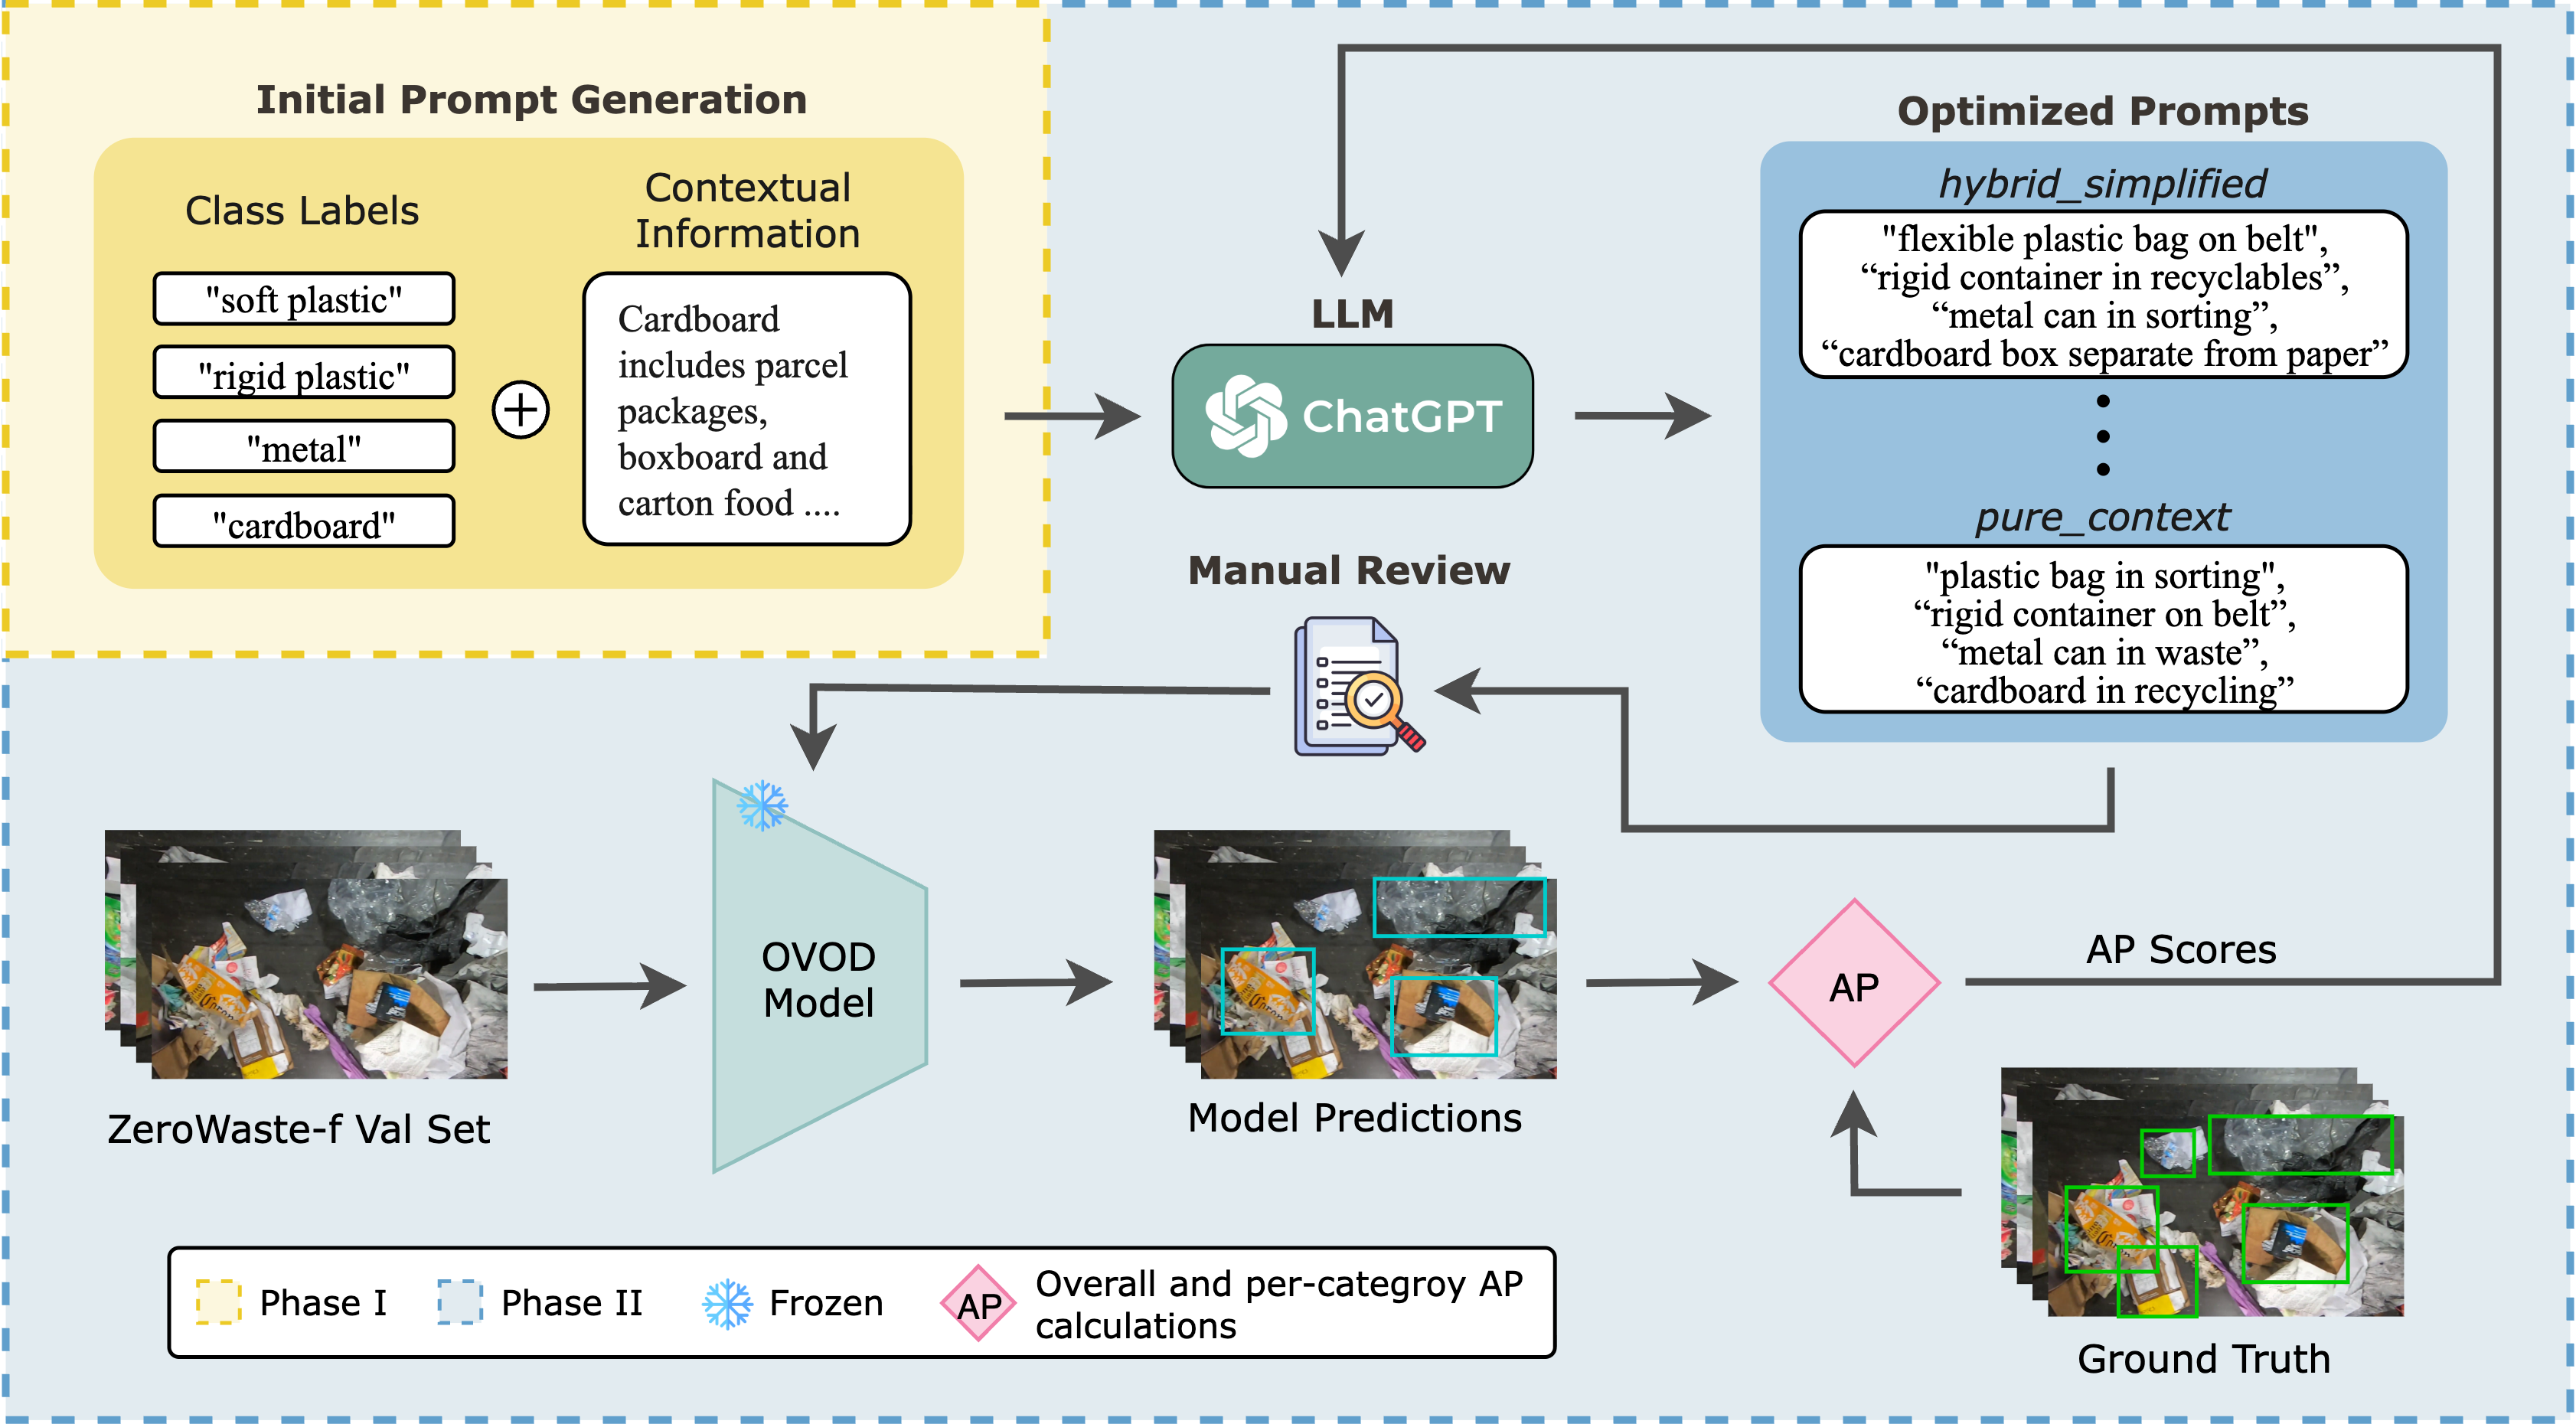 Initial Prompt Generation
Class Labels
"soft plastic"
"rigid plastic"
"metal"
"cardboard"
Contextual
Information
Cardboard
includes parcel
packages,
boxboard and
carton food ....
LLM
ChatGPT
Optimized Prompts
hybrid_simplified
"flexible plastic bag on belt",
“rigid container in recyclables”,
“metal can in sorting”,
“cardboard box separate from paper”
pure_context
"plastic bag in sorting",
“rigid container on belt”,
“metal can in waste”,
“cardboard in recycling”
Manual Review
ZeroWaste-f Val Set
OVOD
Model
Model Predictions
AP
AP Scores
Ground Truth
Phase I
Phase II
Frozen
AP
Overall and per-categroy AP
calculations